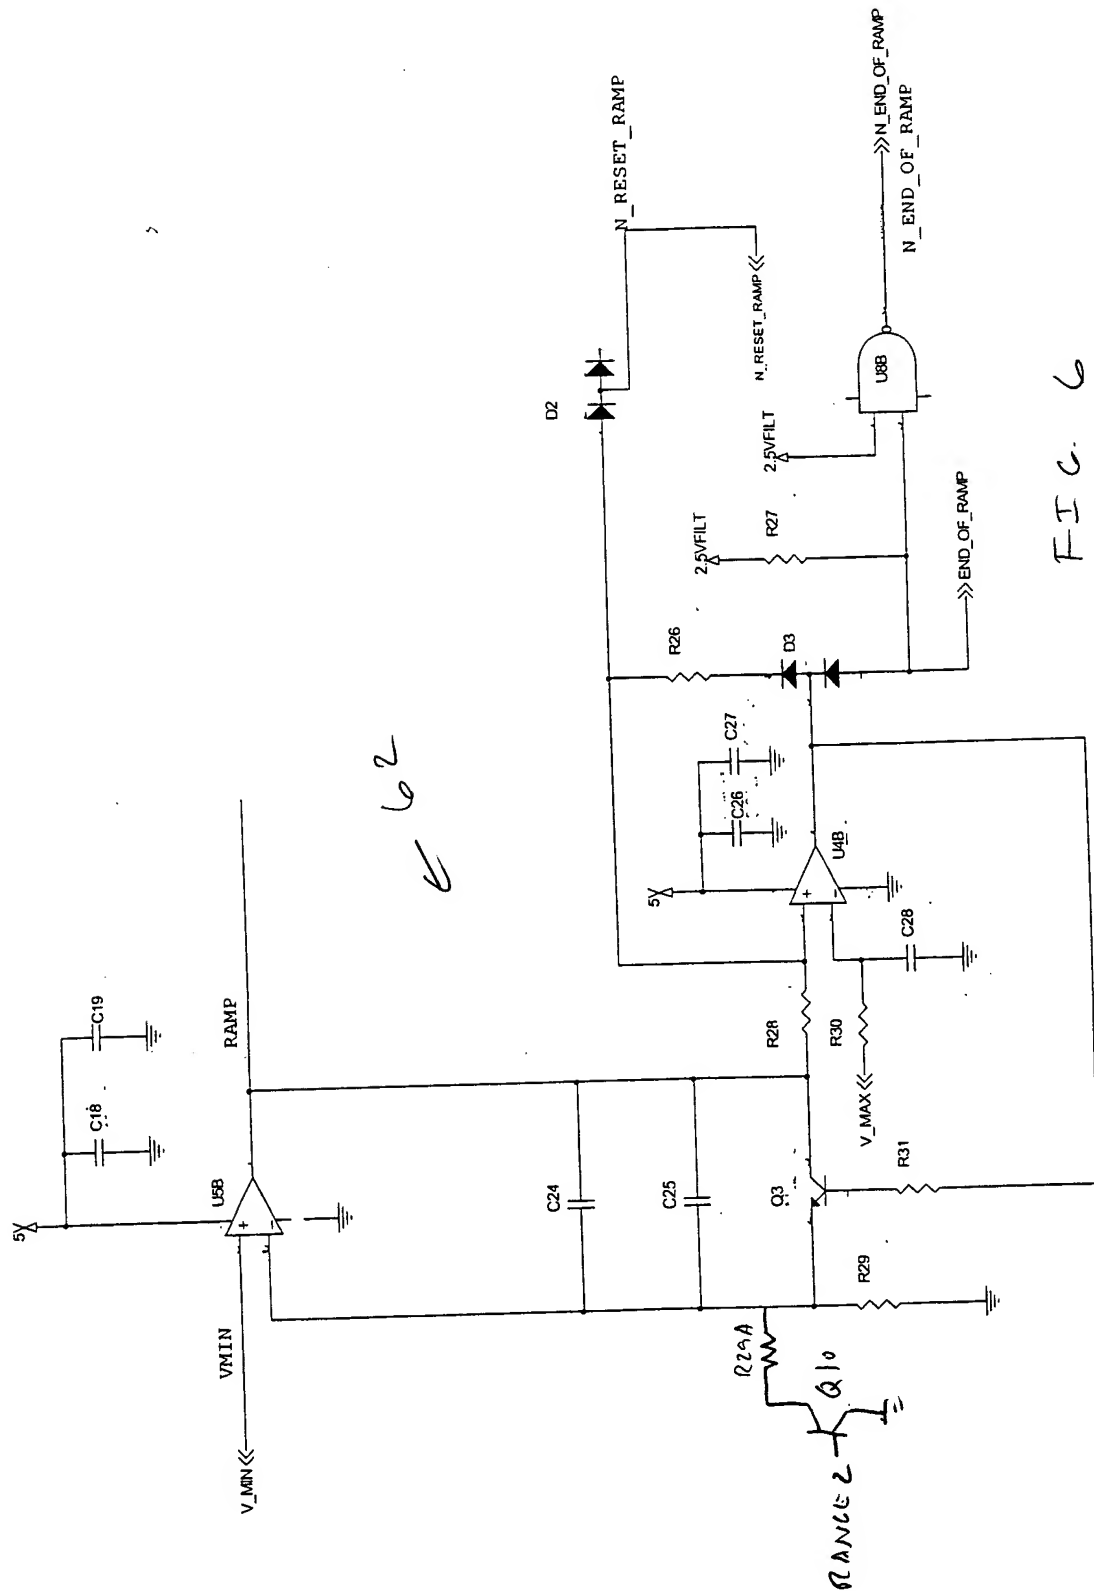 5V
C18
C19
V_MIN
VMIN
U5B
RAMP
62
C24
C25
Q3
R29A
Q10
RANGE 2
R29
R31
R28
R30
V_MAX
C28
5V
C26
C27
U4B
R26
D3
D2
N_RESET_RAMP
N_RESET_RAMP
2.5VFILT
R27
2.5VFILT
U8B
END_OF_RAMP
N_END_OF_RAMP
N_END_OF_RAMP
FIG. 6